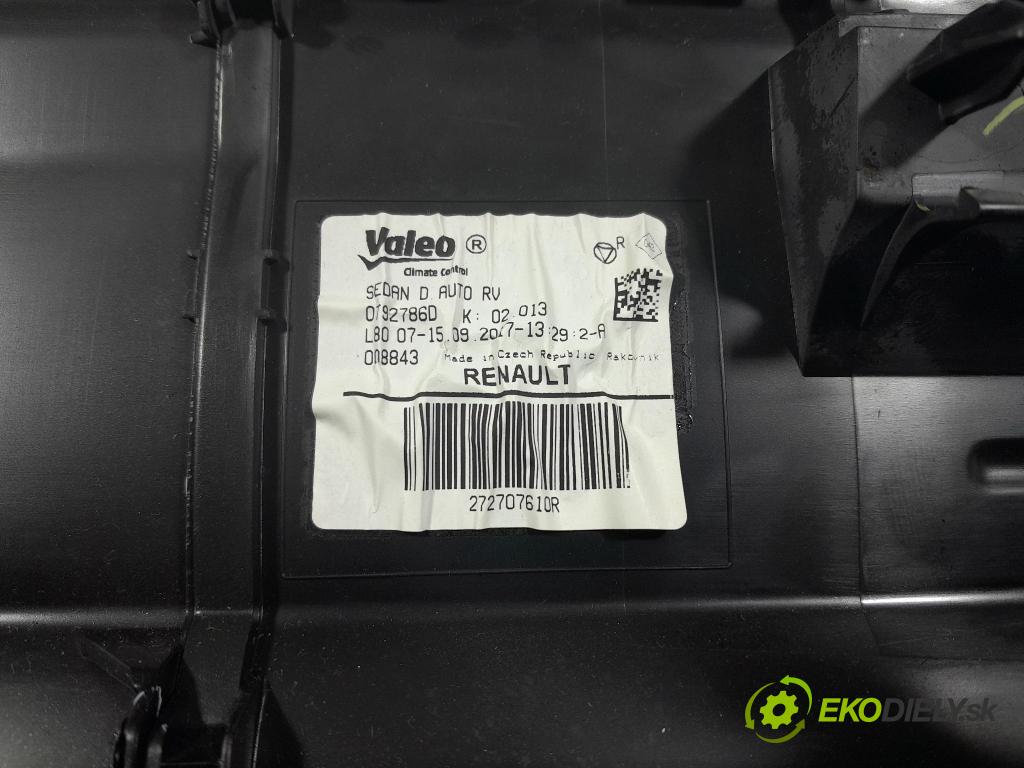 Valeo ®
R
Climate Control
SEDAN D.AUTO RV
K: 02.013
L80 07-15.09.2017-13:29:2-A
008843 Made in Czech Republic Rakovnik
RENAULT
272707610R
EKODIELY.sk